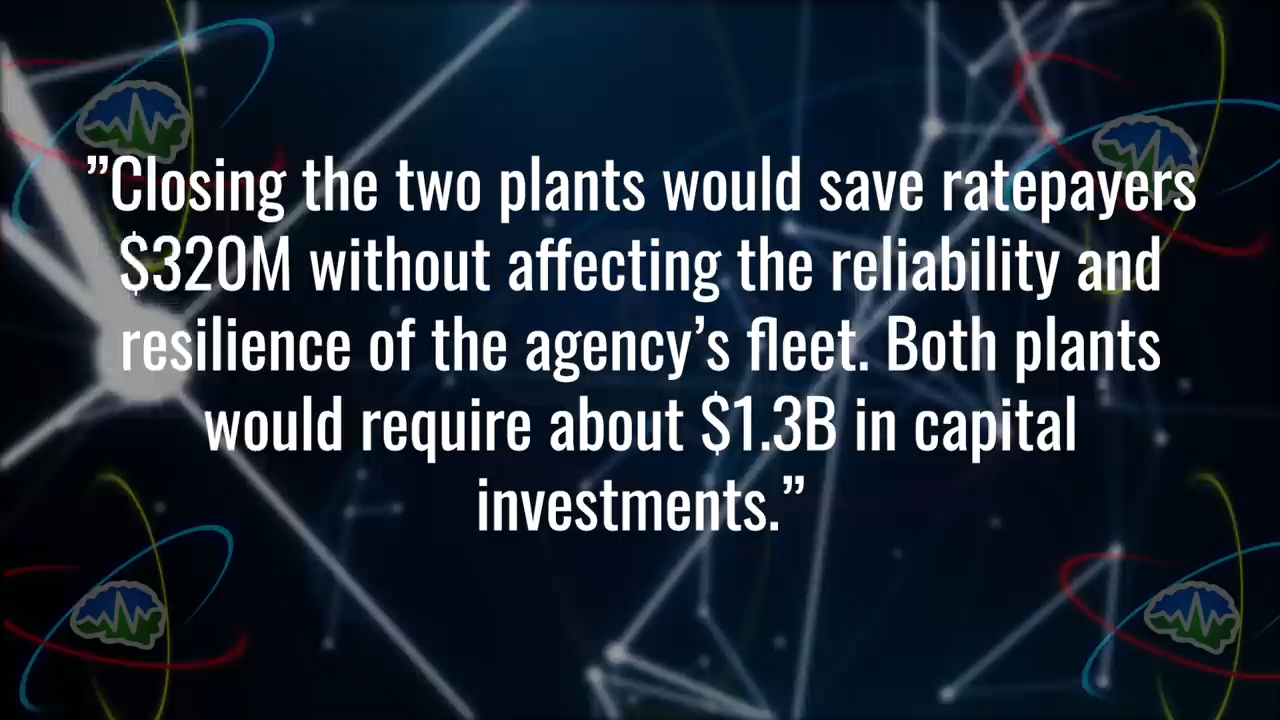 ”Closing the two plants would save ratepayers
$320M without affecting the reliability and
resilience of the agency’s fleet. Both plants
would require about $1.3B in capital
investments.”